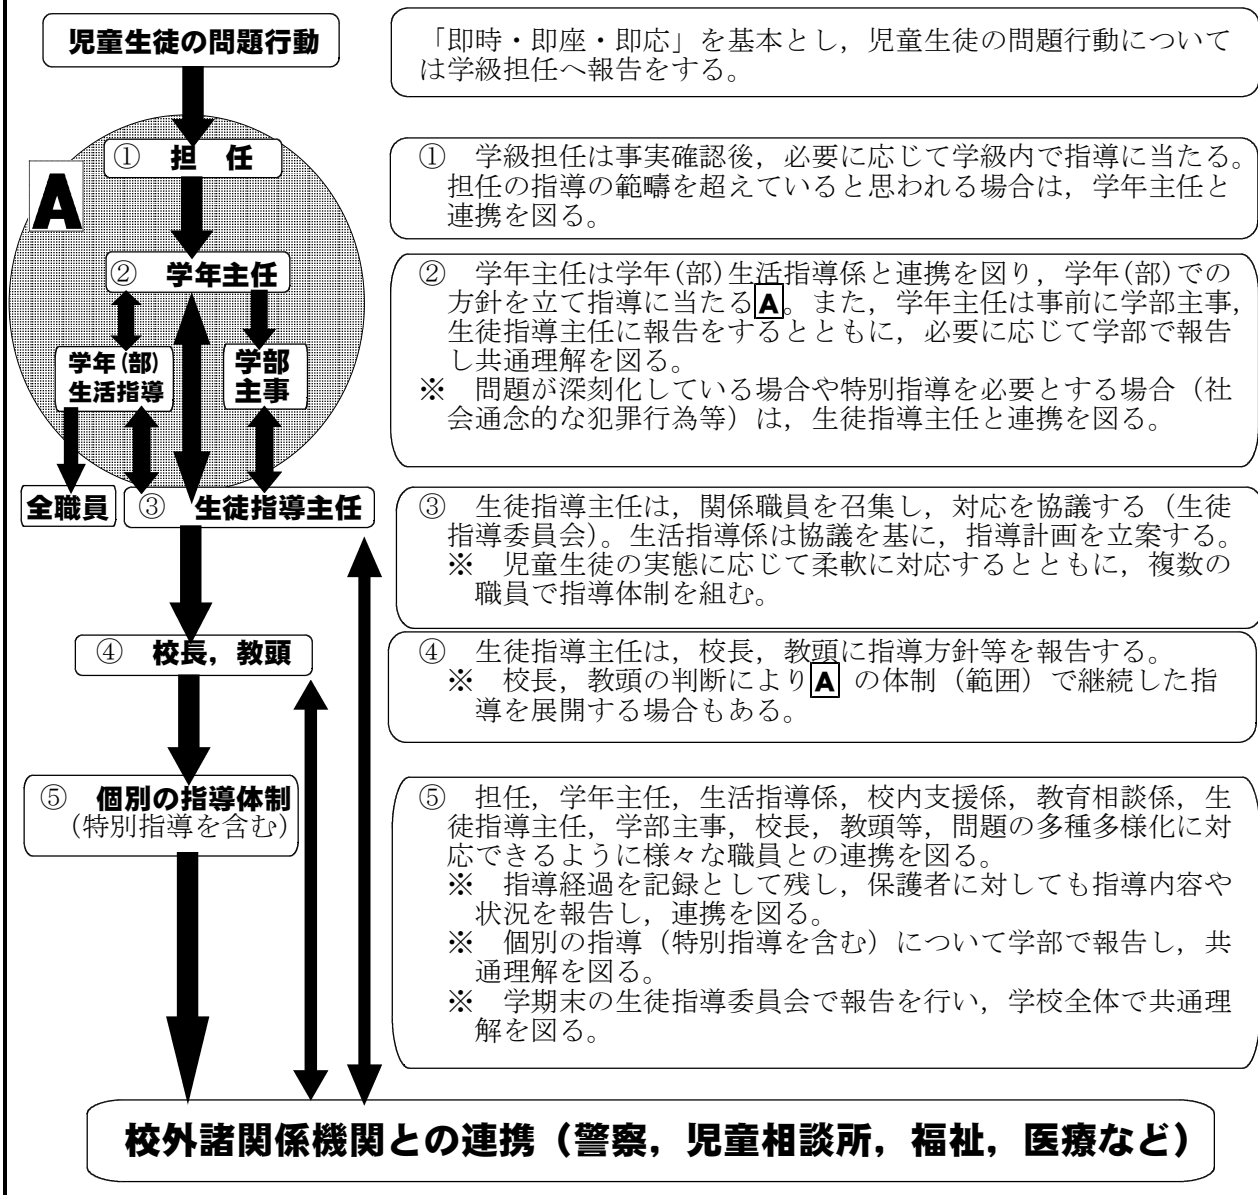 児童生徒の問題行動
「即時・即座・即応」を基本とし，児童生徒の問題行動について
は学級担任へ報告をする。
A
①　担　任
①　学級担任は事実確認後，必要に応じて学級内で指導に当たる。
担任の指導の範疇を超えていると思われる場合は，学年主任と
連携を図る。
②　学年主任
学年(部)
生活指導
学部
主事
②　学年主任は学年(部)生活指導係と連携を図り，学年(部)での
方針を立て指導に当たるA。また，学年主任は事前に学部主事，
生徒指導主任に報告をするとともに，必要に応じて学部で報告
し共通理解を図る。
※　問題が深刻化している場合や特別指導を必要とする場合（社
会通念的な犯罪行為等）は，生徒指導主任と連携を図る。
全職員
③　生徒指導主任
③　生徒指導主任は，関係職員を召集し，対応を協議する（生徒
指導委員会）。生活指導係は協議を基に，指導計画を立案する。
※　児童生徒の実態に応じて柔軟に対応するとともに，複数の
職員で指導体制を組む。
④　校長，教頭
④　生徒指導主任は，校長，教頭に指導方針等を報告する。
※　校長，教頭の判断によりA の体制（範囲）で継続した指
導を展開する場合もある。
⑤　個別の指導体制
（特別指導を含む）
⑤　担任，学年主任，生活指導係，校内支援係，教育相談係，生
徒指導主任，学部主事，校長，教頭等，問題の多種多様化に対
応できるように様々な職員との連携を図る。
※　指導経過を記録として残し，保護者に対しても指導内容や
状況を報告し，連携を図る。
※　個別の指導（特別指導を含む）について学部で報告し，共
通理解を図る。
※　学期末の生徒指導委員会で報告を行い，学校全体で共通理
解を図る。
校外諸関係機関との連携（警察，児童相談所，福祉，医療など）